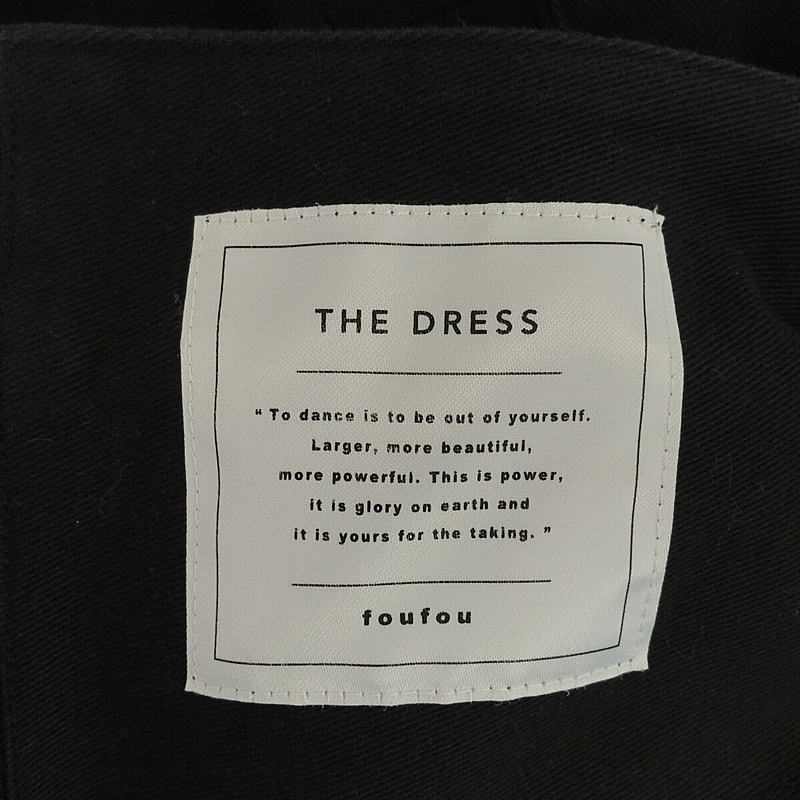 THE DRESS
“ To dance is to be out of yourself.
Larger, more beautiful,
more powerful. This is power,
it is glory on earth and
it is yours for the taking. ”
foufou